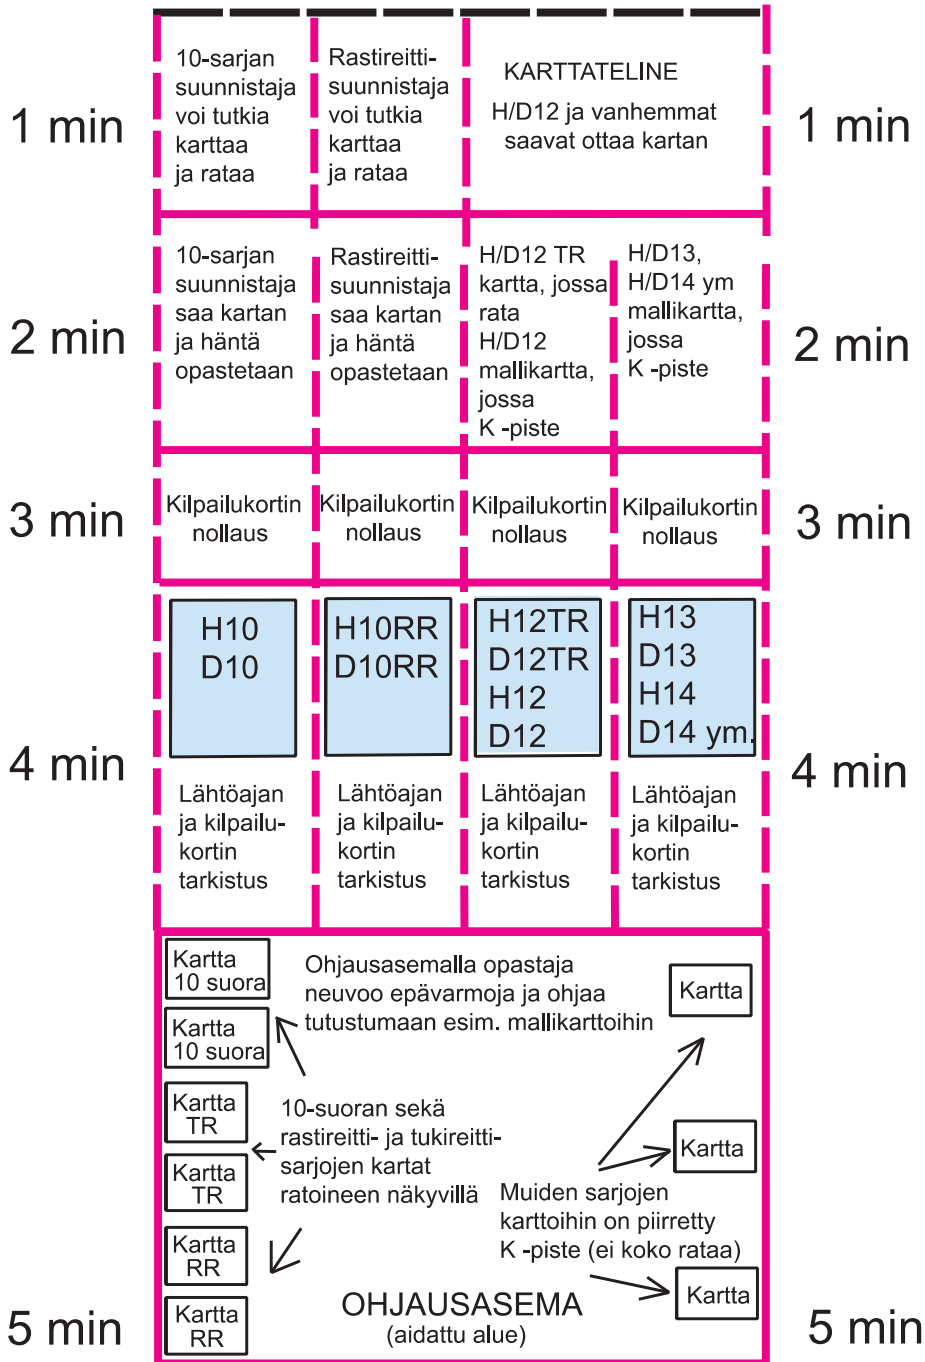 1 min
10-sarjan
suunnistaja
voi tutkia
karttaa
ja rataa
Rastireitti-
suunnistaja
voi tutkia
karttaa
ja rataa
KARTTATELINE
H/D12 ja vanhemmat
saavat ottaa kartan
1 min
2 min
10-sarjan
suunnistaja
saa kartan
ja häntä
opastetaan
Rastireitti-
suunnistaja
saa kartan
ja häntä
opastetaan
H/D12 TR
kartta, jossa
rata
H/D12
mallikartta,
jossa
K -piste
H/D13,
H/D14 ym
mallikartta,
jossa
K -piste
2 min
3 min
Kilpailukortin
nollaus
Kilpailukortin
nollaus
Kilpailukortin
nollaus
Kilpailukortin
nollaus
3 min
4 min
H10
D10
Lähtöajan
ja kilpailu-
kortin
tarkistus
H10RR
D10RR
Lähtöajan
ja kilpailu-
kortin
tarkistus
H12TR
D12TR
H12
D12
Lähtöajan
ja kilpailu-
kortin
tarkistus
H13
D13
H14
D14 ym.
Lähtöajan
ja kilpailu-
kortin
tarkistus
4 min
Kartta
10 suora
Kartta
10 suora
Kartta
TR
Kartta
TR
Kartta
RR
Kartta
RR
Ohjausasemalla opastaja
neuvoo epävarmoja ja ohjaa
tutustumaan esim. mallikarttoihin
10-suoran sekä
rastireitti- ja tukireitti-
sarjojen kartat
ratoineen näkyvillä
Muiden sarjojen
karttoihin on piirretty
K -piste (ei koko rataa)
Kartta
Kartta
Kartta
5 min
OHJAUSASEMA
(aidattu alue)
5 min